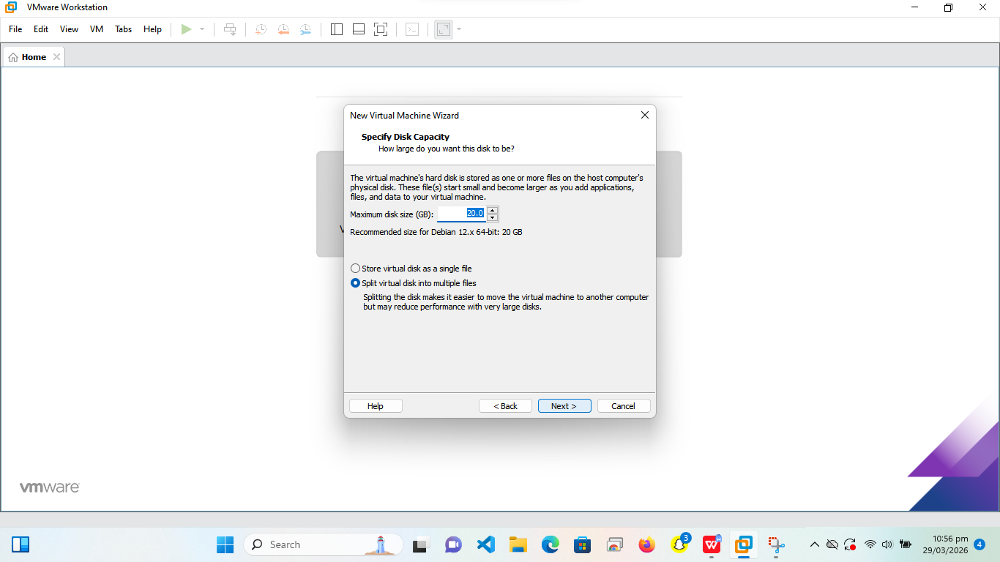 VMware Workstation
File Edit View VM Tabs Help
Home
New Virtual Machine Wizard
Specify Disk Capacity
How large do you want this disk to be?
The virtual machine's hard disk is stored as one or more files on the host computer's
physical disk. These file(s) start small and become larger as you add applications,
files, and data to your virtual machine.
Maximum disk size (GB): 20.0
Recommended size for Debian 12.x 64-bit: 20 GB
Store virtual disk as a single file
Split virtual disk into multiple files
Splitting the disk makes it easier to move the virtual machine to another computer
but may reduce performance with very large disks.
Help < Back Next > Cancel
vmware
Search
3
10:56 pm
29/03/2026
4